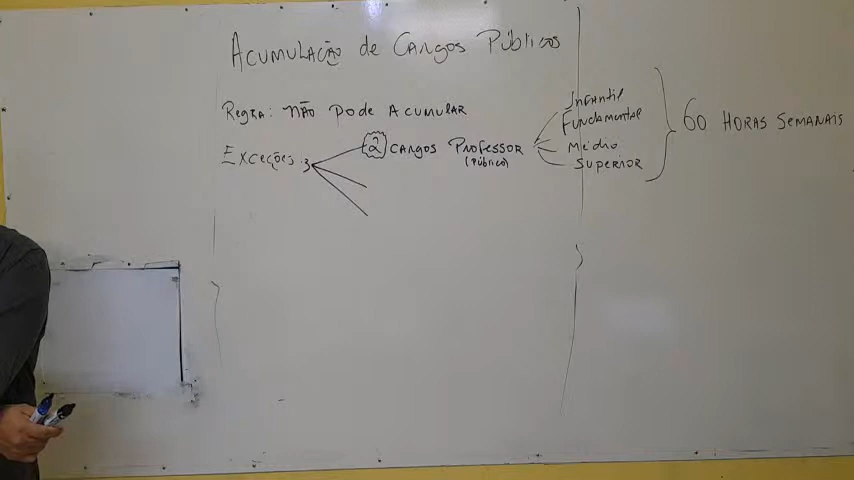 Acumulação de Cargos Públicos
Regra: Não Pode Acumular
Exceções: 3
2 cargos Professor
(Público)
Infantil
Fundamental
Médio
Superior
60 Horas Semanais